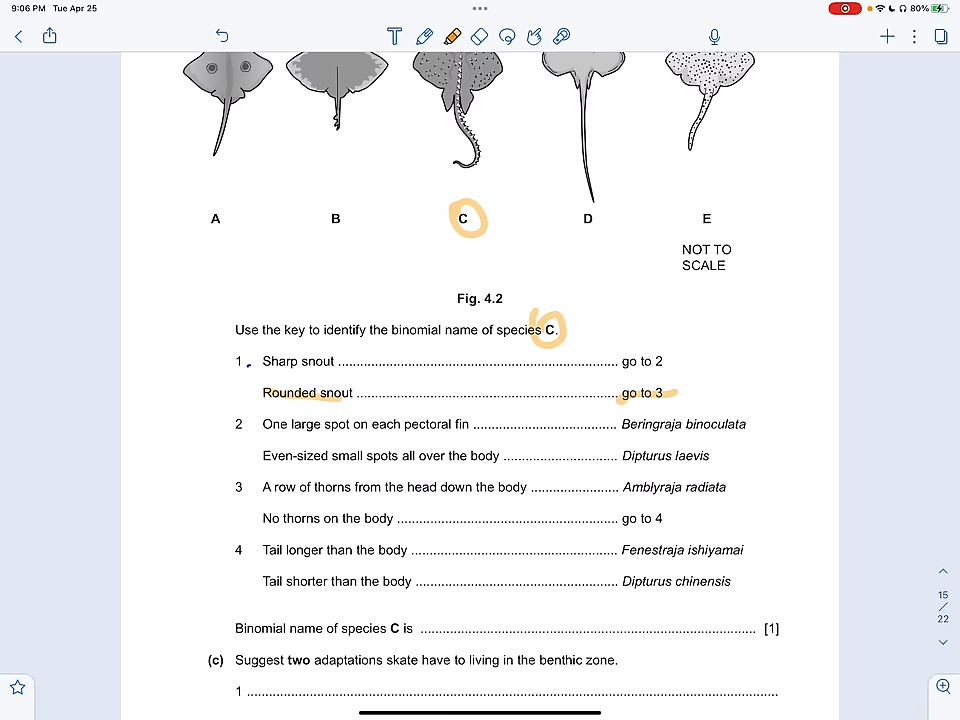 9:06 PM Tue Apr 25
80%
A B C D E
NOT TO
SCALE
Fig. 4.2
Use the key to identify the binomial name of species C.
1 Sharp snout ........................................................................... go to 2
Rounded snout ...................................................................... go to 3
2 One large spot on each pectoral fin ...................................... Beringraja binoculata
Even-sized small spots all over the body .............................. Dipturus laevis
3 A row of thorns from the head down the body ....................... Amblyraja radiata
No thorns on the body ........................................................... go to 4
4 Tail longer than the body ....................................................... Fenestraja ishiyamai
Tail shorter than the body ...................................................... Dipturus chinensis
Binomial name of species C is .......................................................................................... [1]
(c) Suggest two adaptations skate have to living in the benthic zone.
1 ...............................................................................................................................................
15
/
22